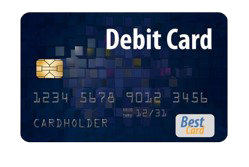 Debit Card
1234 5678 9012 3456
12/31
CARDHOLDER
Best
Card